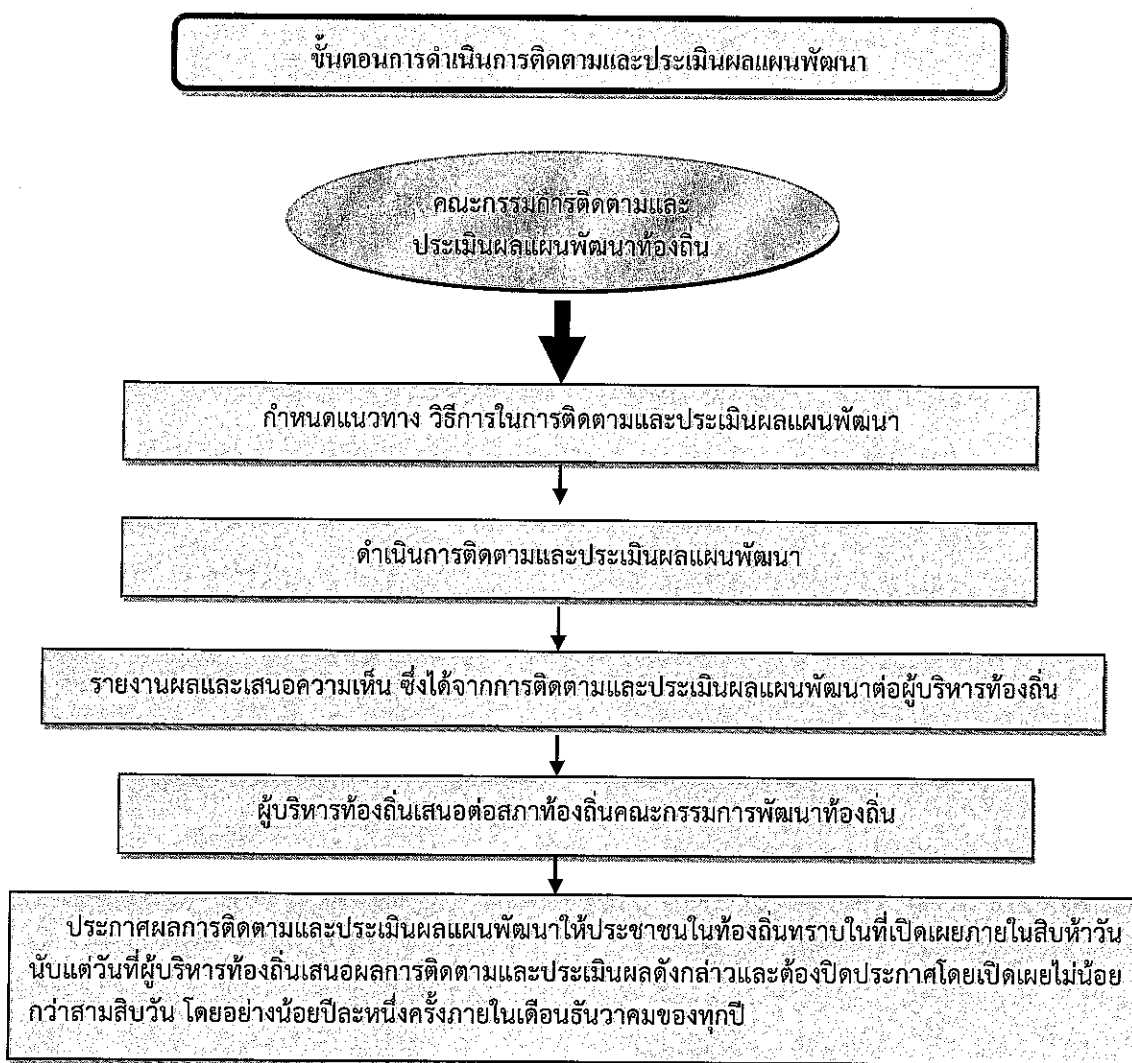 ขั้นตอนการดำเนินการติดตามและประเมินผลแผนพัฒนา
คณะกรรมการติดตามและ
ประเมินผลแผนพัฒนาท้องถิ่น
กำหนดแนวทาง วิธีการในการติดตามและประเมินผลแผนพัฒนา
ดำเนินการติดตามและประเมินผลแผนพัฒนา
รายงานผลและเสนอความเห็น ซึ่งได้จากการติดตามและประเมินผลแผนพัฒนาต่อผู้บริหารท้องถิ่น
ผู้บริหารท้องถิ่นเสนอต่อสภาท้องถิ่นคณะกรรมการพัฒนาท้องถิ่น
ประกาศผลการติดตามและประเมินผลแผนพัฒนาให้ประชาชนในท้องถิ่นทราบในที่เปิดเผยภายในสิบห้าวัน
นับแต่วันที่ผู้บริหารท้องถิ่นเสนอผลการติดตามและประเมินผลดังกล่าวและต้องปิดประกาศโดยเปิดเผยไม่น้อย
กว่าสามสิบวัน โดยอย่างน้อยปีละหนึ่งครั้งภายในเดือนธันวาคมของทุกปี